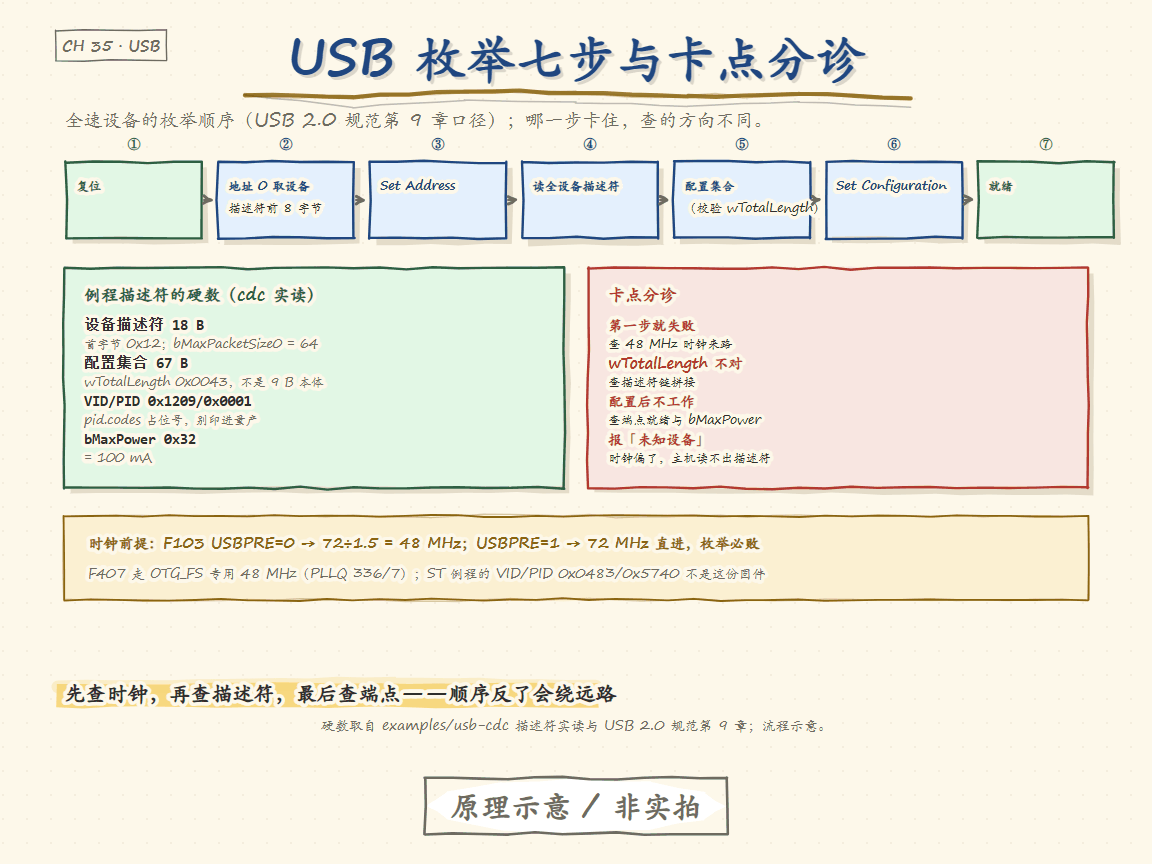 CH 35 · USB
USB 枚举七步与卡点分诊
全速设备的枚举顺序（USB 2.0 规范第 9 章口径）；哪一步卡住，查的方向不同。
① ② ③ ④ ⑤ ⑥ ⑦
复位
地址 0 取设备
描述符前 8 字节
Set Address
读全设备描述符
配置集合
（校验 wTotalLength）
Set Configuration
就绪
例程描述符的硬数（cdc 实读）
设备描述符 18 B
首字节 0x12；bMaxPacketSize0 = 64
配置集合 67 B
wTotalLength 0x0043，不是 9 B 本体
VID/PID 0x1209/0x0001
pid.codes 占位号，别印进量产
bMaxPower 0x32
= 100 mA
卡点分诊
第一步就失败
查 48 MHz 时钟来路
wTotalLength 不对
查描述符链拼接
配置后不工作
查端点就绪与 bMaxPower
报「未知设备」
时钟偏了，主机读不出描述符
时钟前提：F103 USBPRE=0 → 72÷1.5 = 48 MHz；USBPRE=1 → 72 MHz 直进，枚举必败
F407 走 OTG_FS 专用 48 MHz（PLLQ 336/7）；ST 例程的 VID/PID 0x0483/0x5740 不是这份固件
先查时钟，再查描述符，最后查端点——顺序反了会绕远路
硬数取自 examples/usb-cdc 描述符实读与 USB 2.0 规范第 9 章；流程示意。
原理示意 / 非实拍